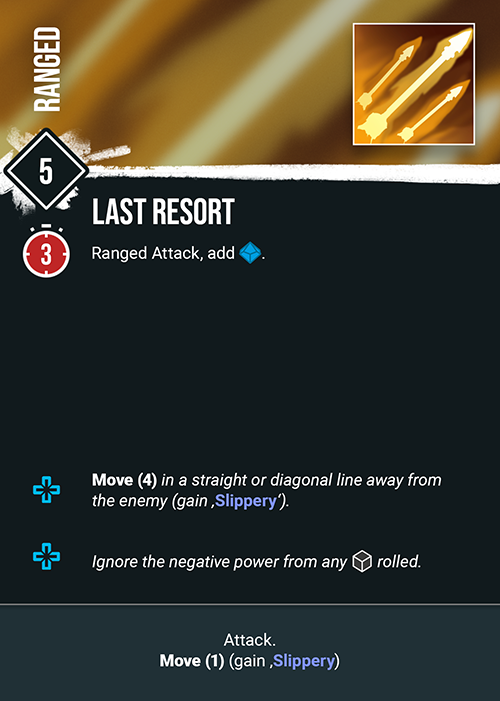 RANGED
5
LAST RESORT
3
Ranged Attack, add .
Move (4) in a straight or diagonal line away from
the enemy (gain ‚Slippery‘).
Ignore the negative power from any rolled.
Attack.
Move (1) (gain ‚Slippery)